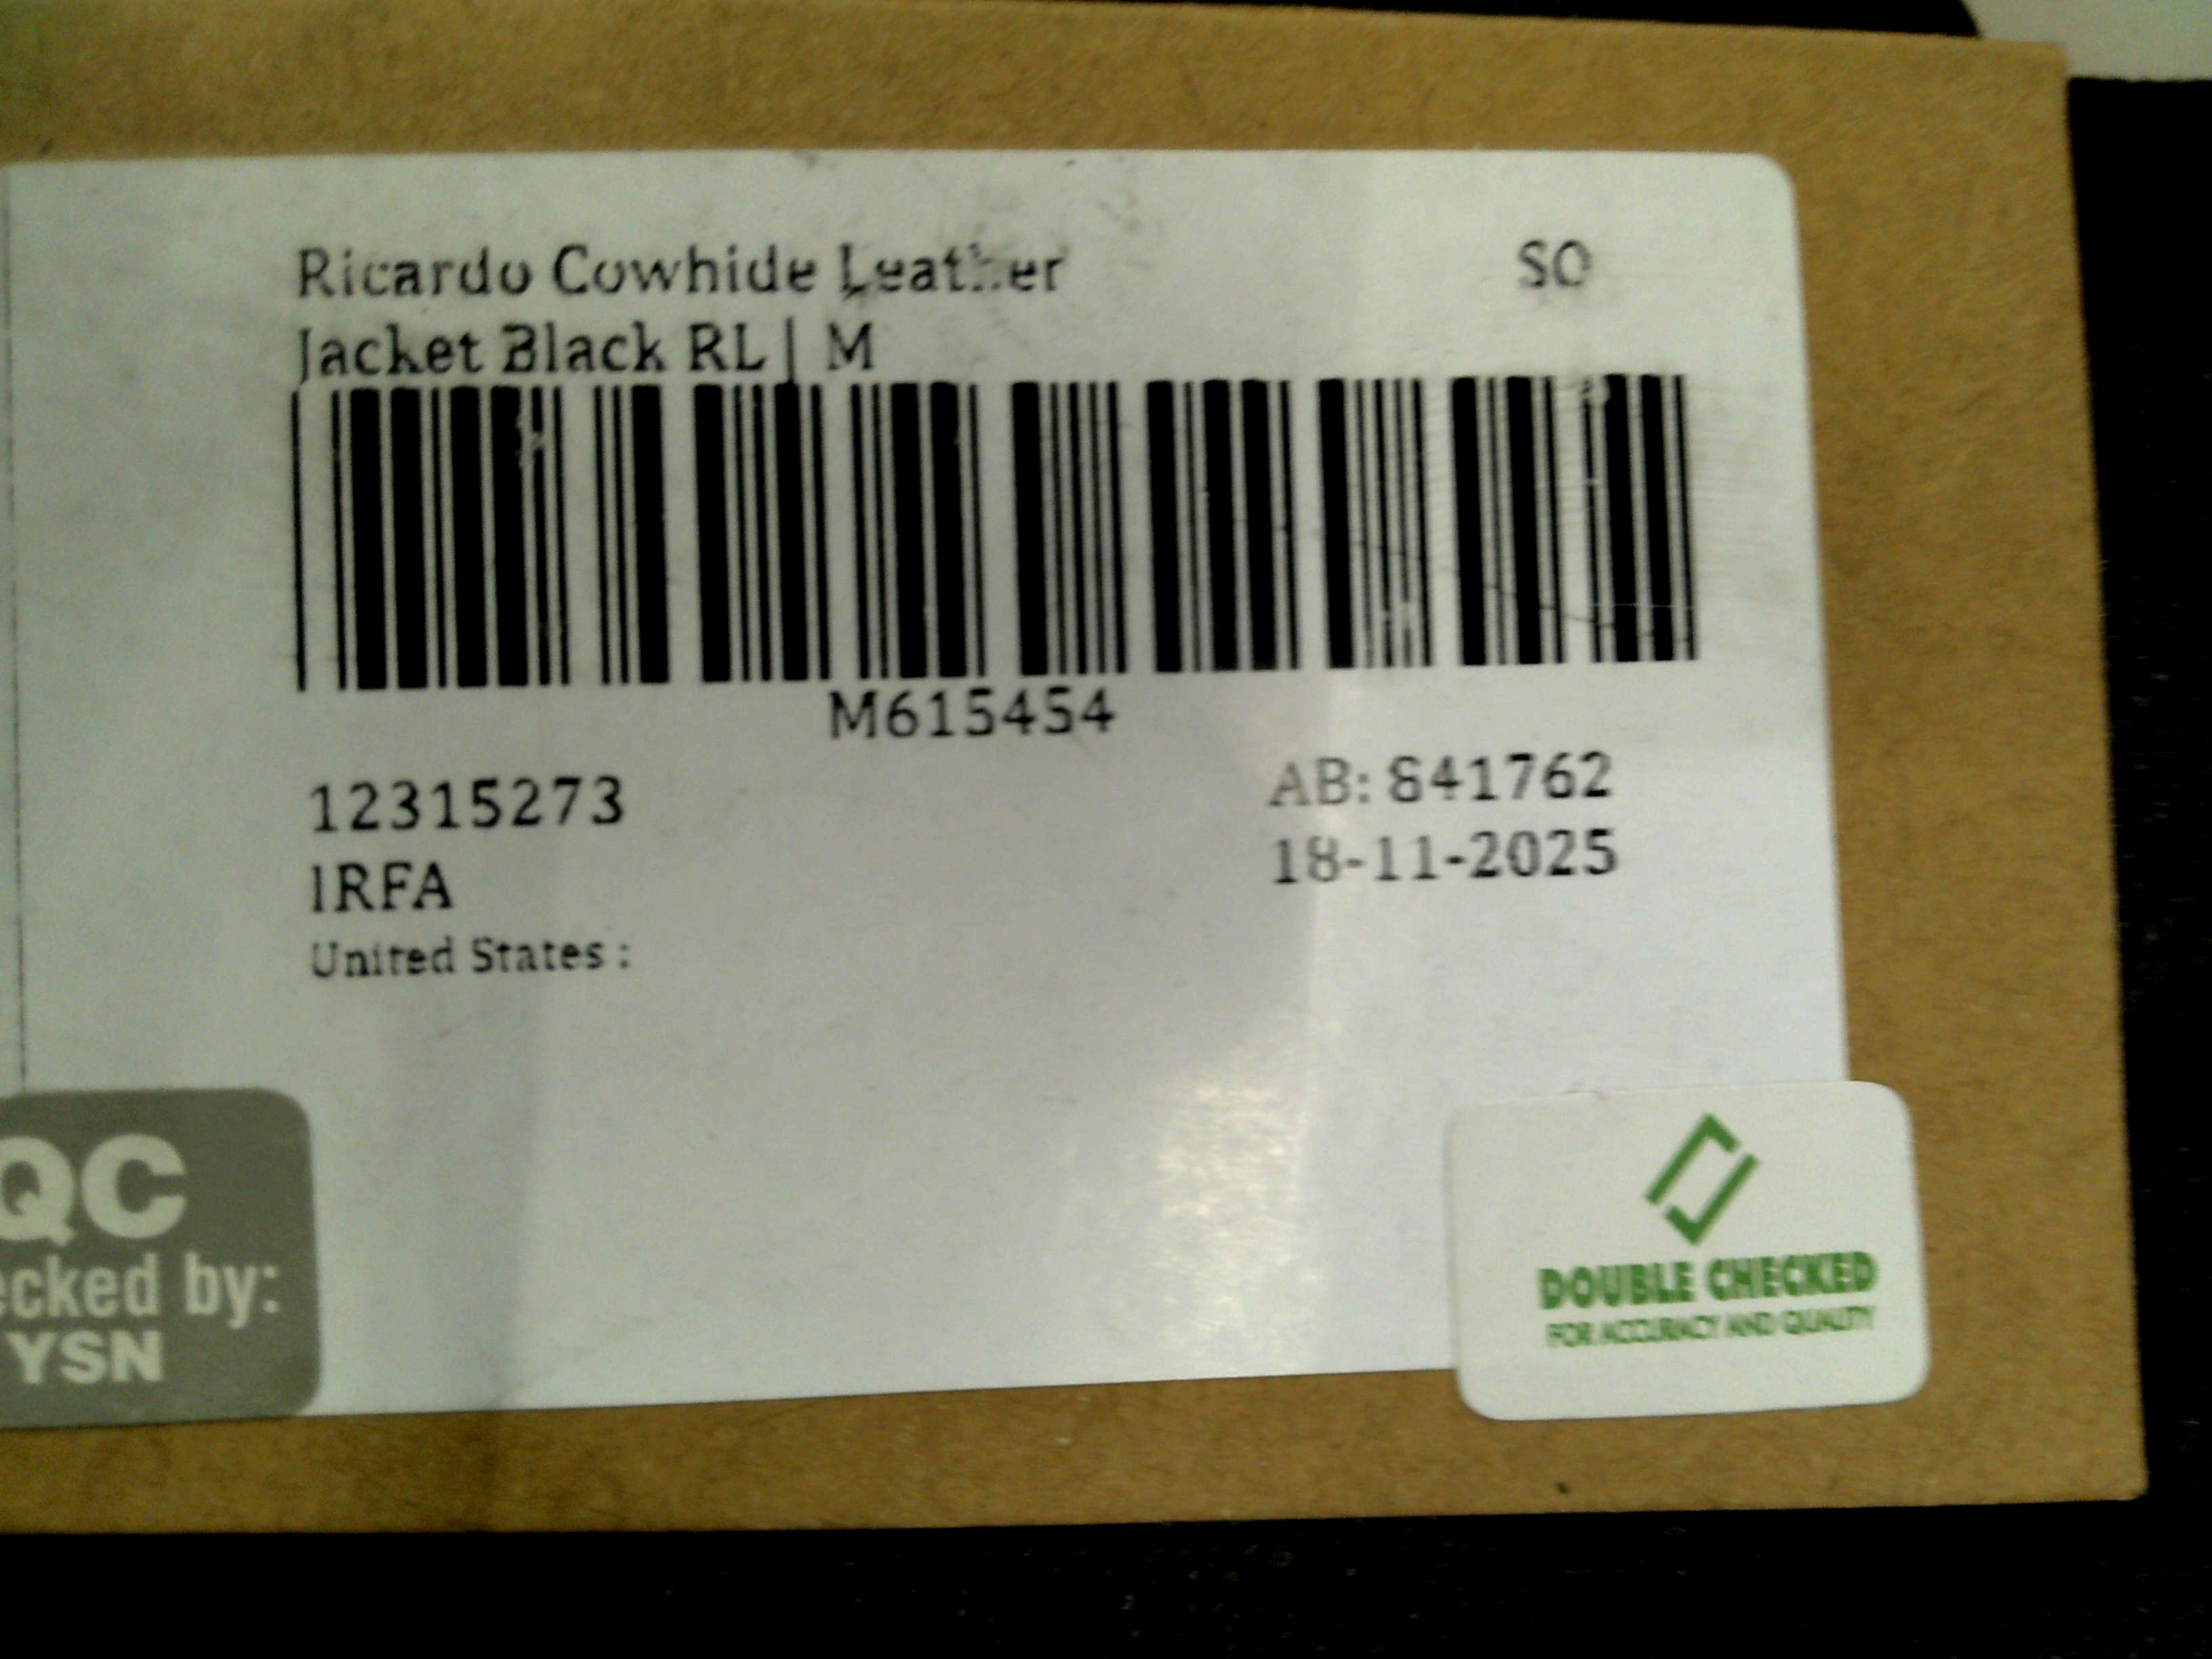 Ricardo Cowhide Leather
Jacket Black RL | M
SO
M615454
12315273
IRFA
United States :
AB: 841762
18-11-2025
QC
ecked by:
YSN
DOUBLE CHECKED
FOR ACCURACY AND QUALITY